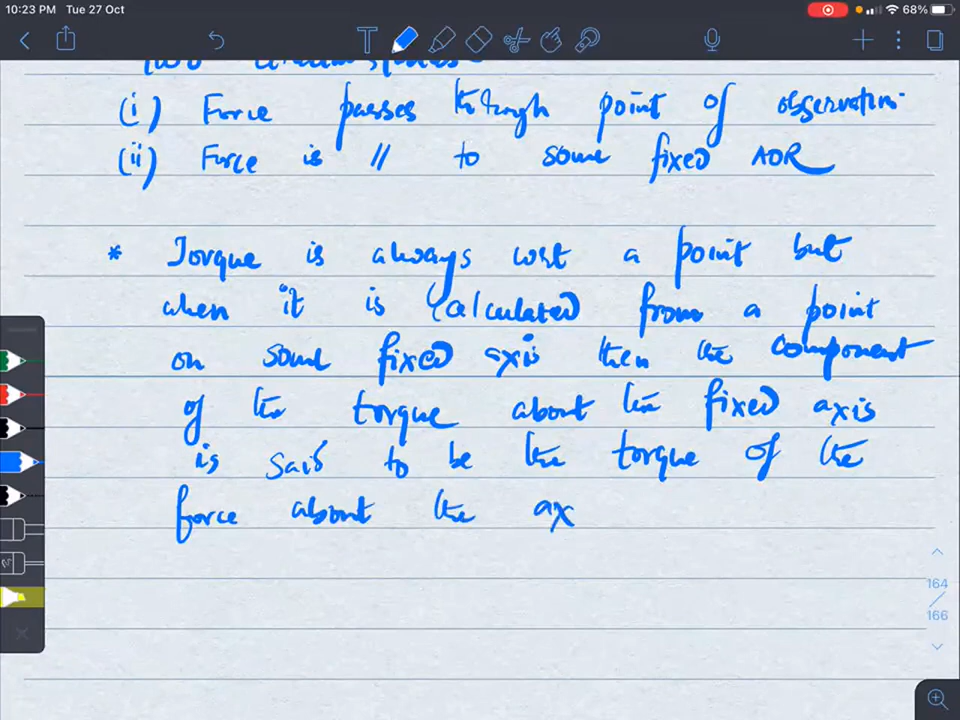 10:23 PM Tue 27 Oct 68%
(i) Force passes through point of observation.
(ii) Force is // to some fixed AOR
* Torque is always wrt a point but
when it is calculated from a point
on some fixed axis then the component
of the torque about the fixed axis
is said to be the torque of the
force about the ax
164
166